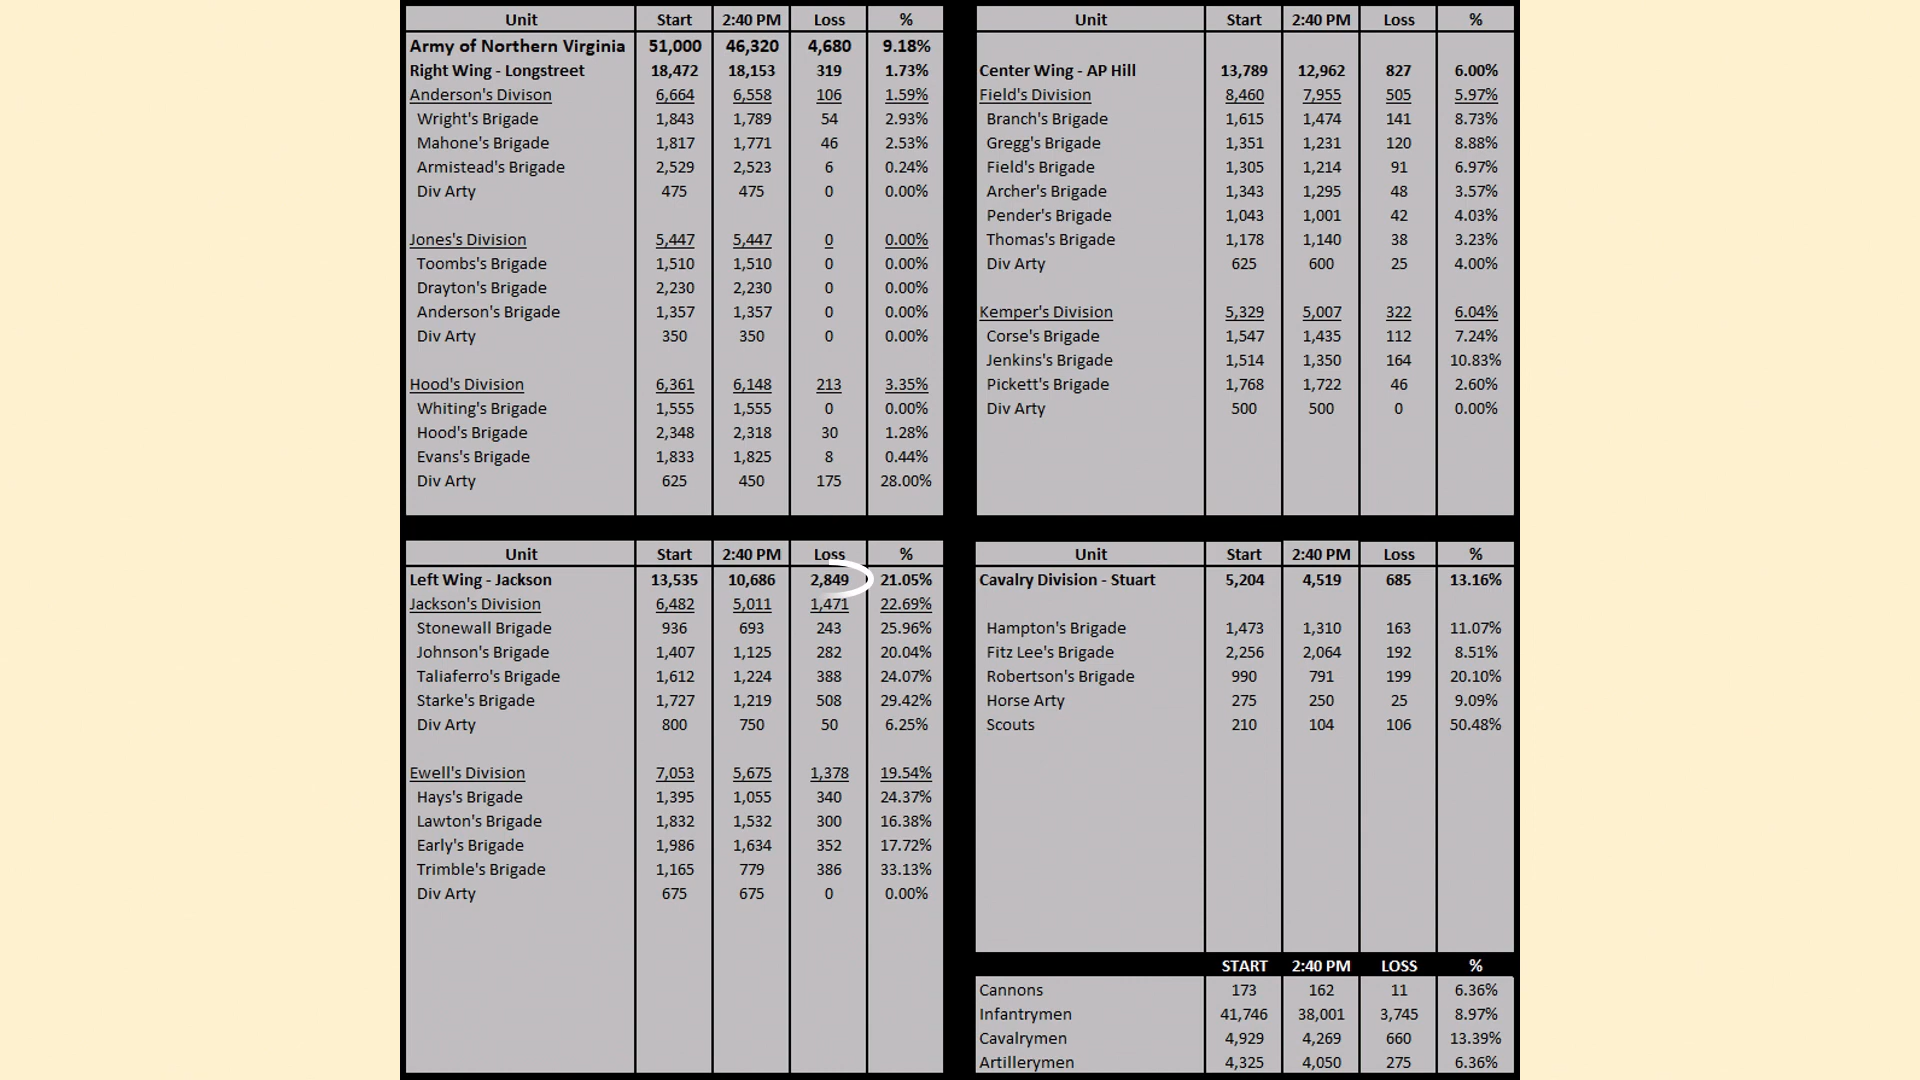 Unit Start 2:40 PM Loss %
Army of Northern Virginia 51,000 46,320 4,680 9.18%
Right Wing - Longstreet 18,472 18,153 319 1.73%
Anderson's Divison 6,664 6,558 106 1.59%
Wright's Brigade 1,843 1,789 54 2.93%
Mahone's Brigade 1,817 1,771 46 2.53%
Armistead's Brigade 2,529 2,523 6 0.24%
Div Arty 475 475 0 0.00%
Jones's Division 5,447 5,447 0 0.00%
Toombs's Brigade 1,510 1,510 0 0.00%
Drayton's Brigade 2,230 2,230 0 0.00%
Anderson's Brigade 1,357 1,357 0 0.00%
Div Arty 350 350 0 0.00%
Hood's Division 6,361 6,148 213 3.35%
Whiting's Brigade 1,555 1,555 0 0.00%
Hood's Brigade 2,348 2,318 30 1.28%
Evans's Brigade 1,833 1,825 8 0.44%
Div Arty 625 450 175 28.00%
Unit Start 2:40 PM Loss %
Center Wing - AP Hill 13,789 12,962 827 6.00%
Field's Division 8,460 7,955 505 5.97%
Branch's Brigade 1,615 1,474 141 8.73%
Gregg's Brigade 1,351 1,231 120 8.88%
Field's Brigade 1,305 1,214 91 6.97%
Archer's Brigade 1,343 1,295 48 3.57%
Pender's Brigade 1,043 1,001 42 4.03%
Thomas's Brigade 1,178 1,140 38 3.23%
Div Arty 625 600 25 4.00%
Kemper's Division 5,329 5,007 322 6.04%
Corse's Brigade 1,547 1,435 112 7.24%
Jenkins's Brigade 1,514 1,350 164 10.83%
Pickett's Brigade 1,768 1,722 46 2.60%
Div Arty 500 500 0 0.00%
Unit Start 2:40 PM Loss %
Left Wing - Jackson 13,535 10,686 2,849 21.05%
Jackson's Division 6,482 5,011 1,471 22.69%
Stonewall Brigade 936 693 243 25.96%
Johnson's Brigade 1,407 1,125 282 20.04%
Taliaferro's Brigade 1,612 1,224 388 24.07%
Starke's Brigade 1,727 1,219 508 29.42%
Div Arty 800 750 50 6.25%
Ewell's Division 7,053 5,675 1,378 19.54%
Hays's Brigade 1,395 1,055 340 24.37%
Lawton's Brigade 1,832 1,532 300 16.38%
Early's Brigade 1,986 1,634 352 17.72%
Trimble's Brigade 1,165 779 386 33.13%
Div Arty 675 675 0 0.00%
Unit Start 2:40 PM Loss %
Cavalry Division - Stuart 5,204 4,519 685 13.16%
Hampton's Brigade 1,473 1,310 163 11.07%
Fitz Lee's Brigade 2,256 2,064 192 8.51%
Robertson's Brigade 990 791 199 20.10%
Horse Arty 275 250 25 9.09%
Scouts 210 104 106 50.48%
START 2:40 PM LOSS %
Cannons 173 162 11 6.36%
Infantrymen 41,746 38,001 3,745 8.97%
Cavalrymen 4,929 4,269 660 13.39%
Artillerymen 4,325 4,050 275 6.36%